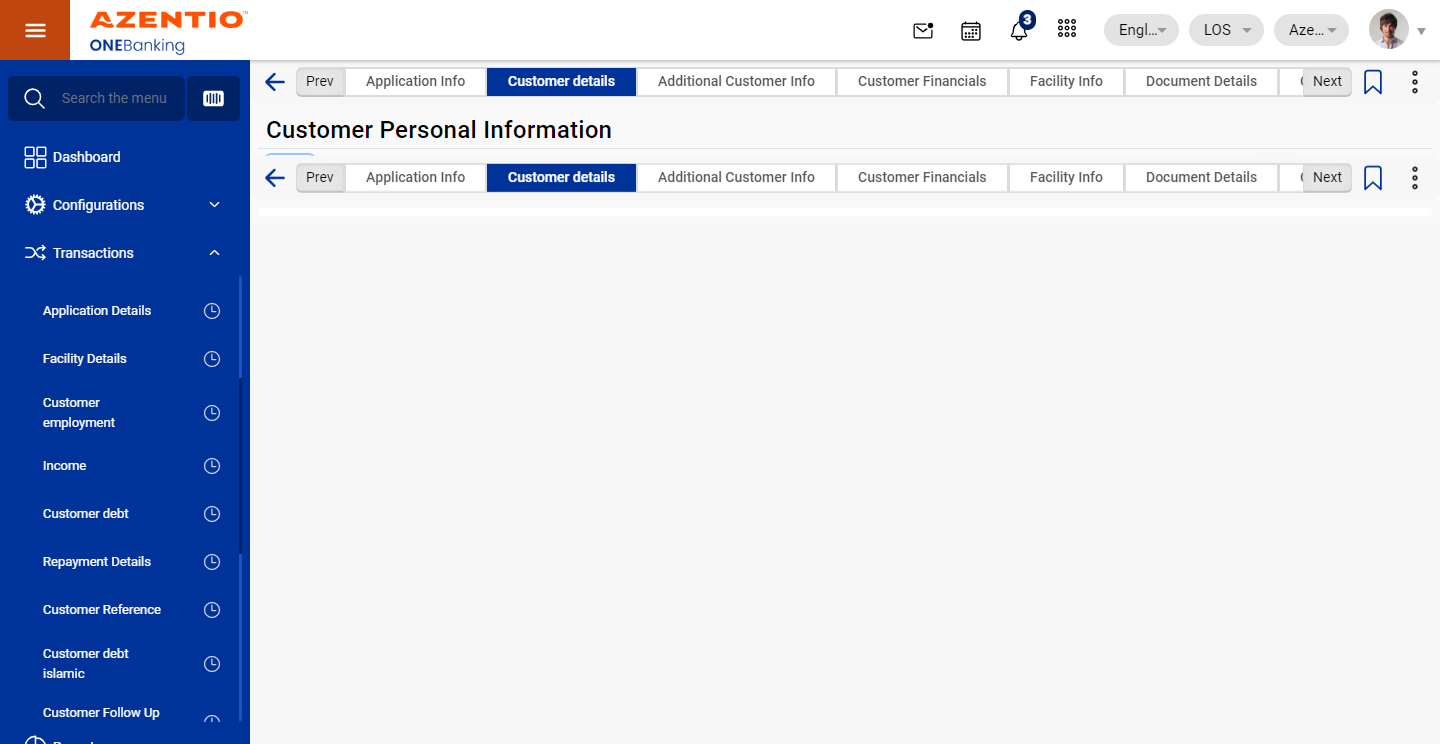 AZENTIO™
ONEBanking
3
Engl...
LOS
Aze...
Search the menu
Dashboard
Configurations
Transactions
Application Details
Facility Details
Customer
employment
Income
Customer debt
Repayment Details
Customer Reference
Customer debt
islamic
Customer Follow Up
Prev Application Info Customer details Additional Customer Info Customer Financials Facility Info Document Details Next
Customer Personal Information
Prev Application Info Customer details Additional Customer Info Customer Financials Facility Info Document Details Next